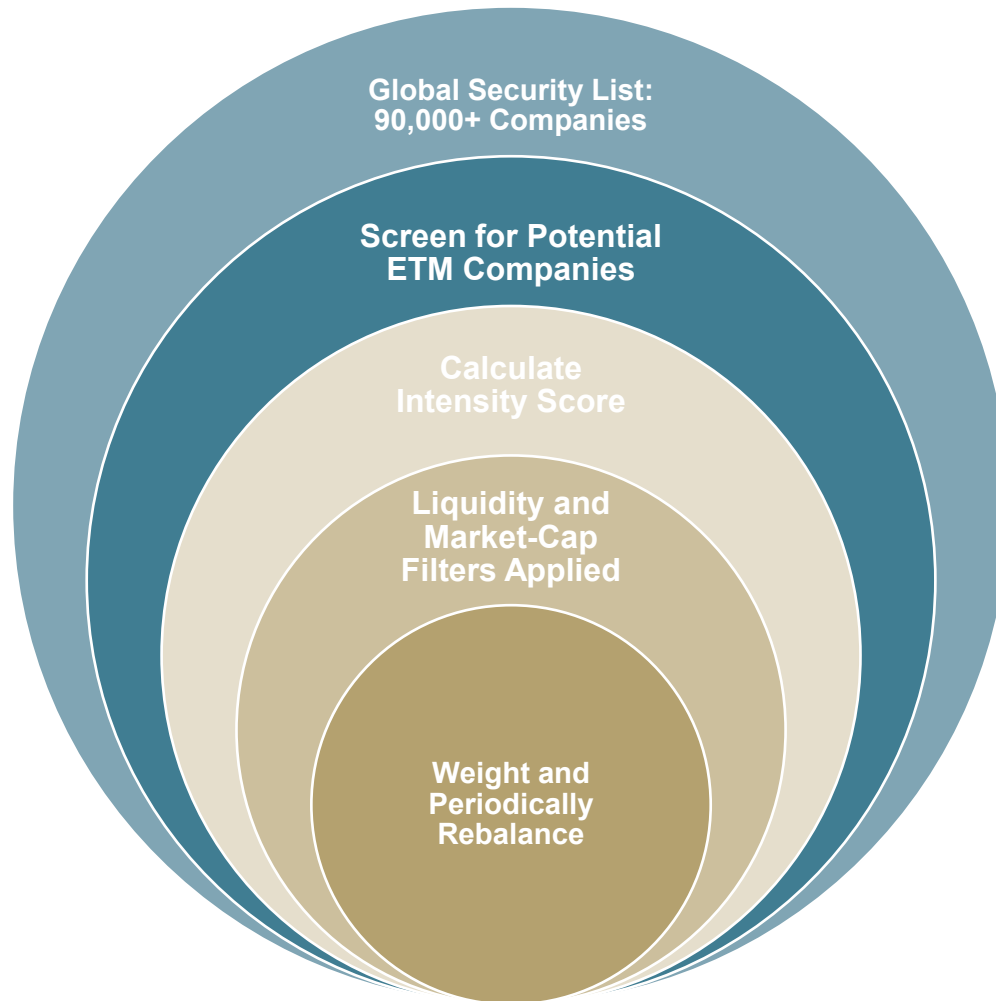 Global Security List:
90,000+ Companies
Screen for Potential
ETM Companies
Calculate
Intensity Score
Liquidity and
Market-Cap
Filters Applied
Weight and
Periodically
Rebalance